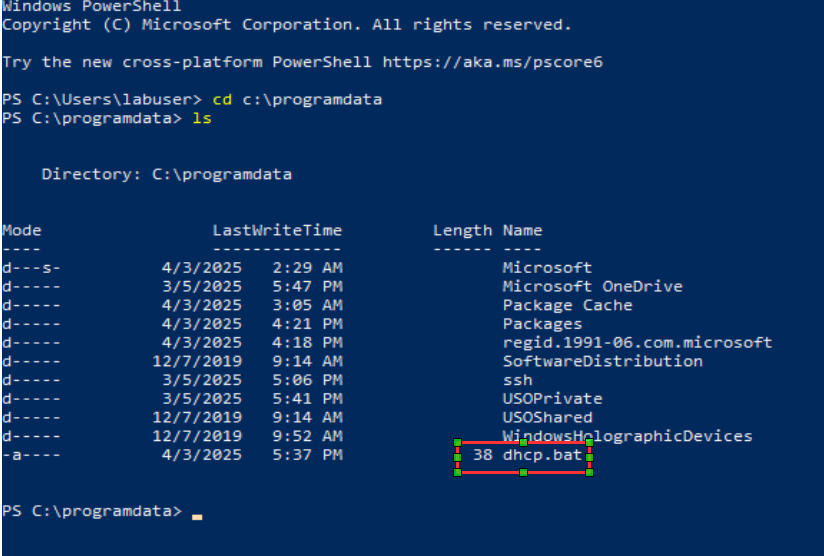 Windows PowerShell
Copyright (C) Microsoft Corporation. All rights reserved.
Try the new cross-platform PowerShell https://aka.ms/pscore6
PS C:\Users\labuser> cd c:\programdata
PS C:\programdata> ls
Directory: C:\programdata
Mode LastWriteTime Length Name
---- ------------- ------ ----
d---s- 4/3/2025 2:29 AM Microsoft
d----- 3/5/2025 5:47 PM Microsoft OneDrive
d----- 4/3/2025 3:05 AM Package Cache
d----- 4/3/2025 4:21 PM Packages
d----- 4/3/2025 4:18 PM regid.1991-06.com.microsoft
d----- 12/7/2019 9:14 AM SoftwareDistribution
d----- 3/5/2025 5:06 PM ssh
d----- 3/5/2025 5:41 PM USOPrivate
d----- 12/7/2019 9:14 AM USOShared
d----- 12/7/2019 9:52 AM WindowsHolographicDevices
-a---- 4/3/2025 5:37 PM 38 dhcp.bat
PS C:\programdata>